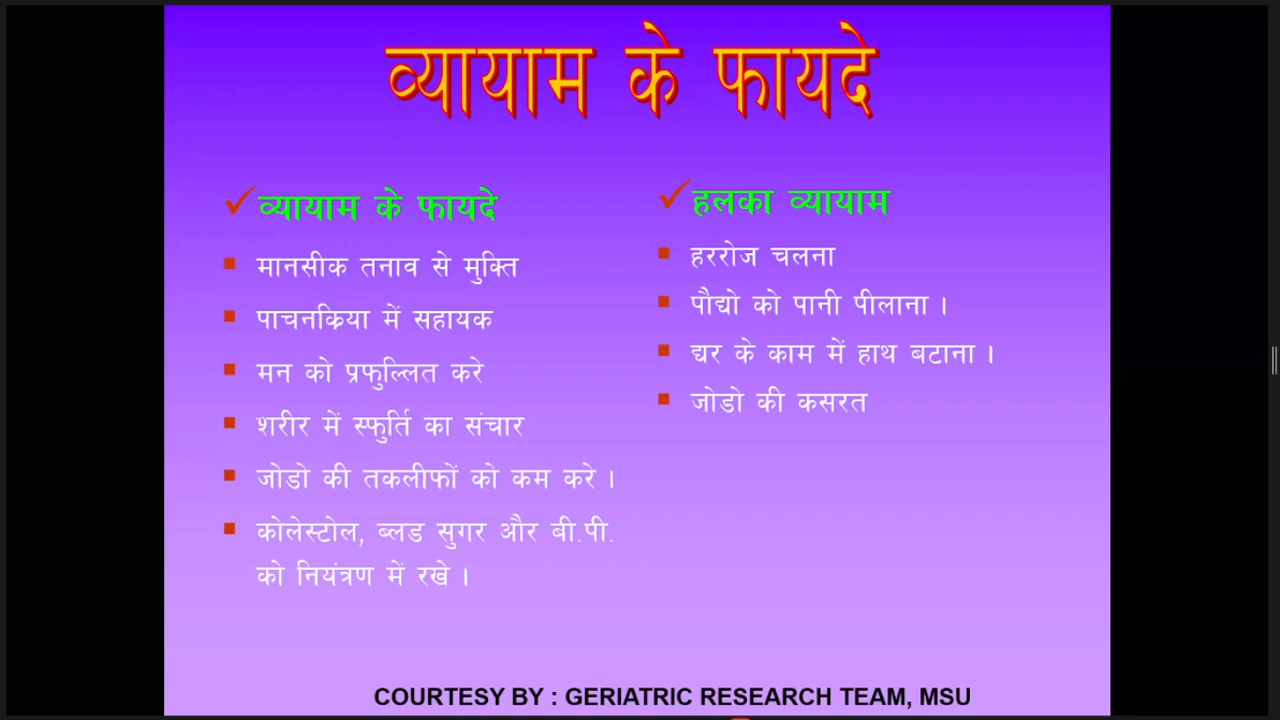 व्यायाम के फायदे
व्यायाम के फायदे
मानसीक तनाव से मुक्ति
पाचनक्रिया में सहायक
मन को प्रफुल्लित करे
शरीर में स्फुर्ति का संचार
जोडो की तकलीफों को कम करे ।
कोलेस्टोल, ब्लड सुगर और बी.पी.
को नियंत्रण में रखे ।
हलका व्यायाम
हररोज चलना
पौद्यो को पानी पीलाना ।
द्यर के काम में हाथ बटाना ।
जोडो की कसरत
COURTESY BY : GERIATRIC RESEARCH TEAM, MSU